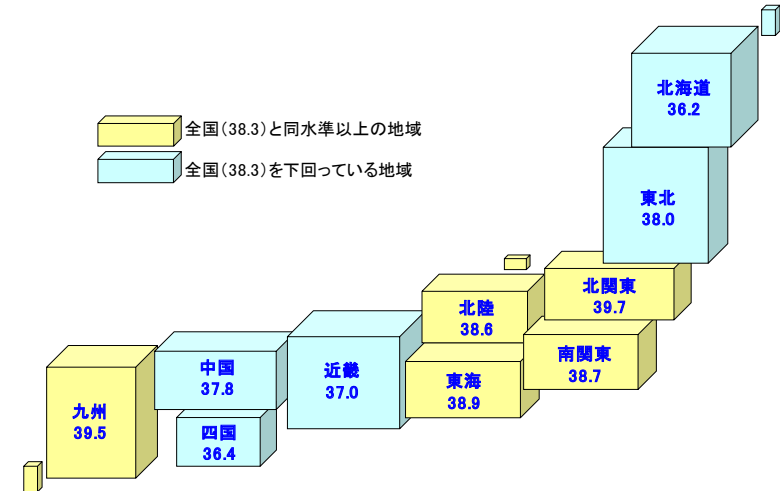 北海道
36.2
全国(38.3)と同水準以上の地域
全国(38.3)を下回っている地域
東北
38.0
北関東
39.7
北陸
38.6
南関東
38.7
中国
37.8
近畿
37.0
東海
38.9
九州
39.5
四国
36.4